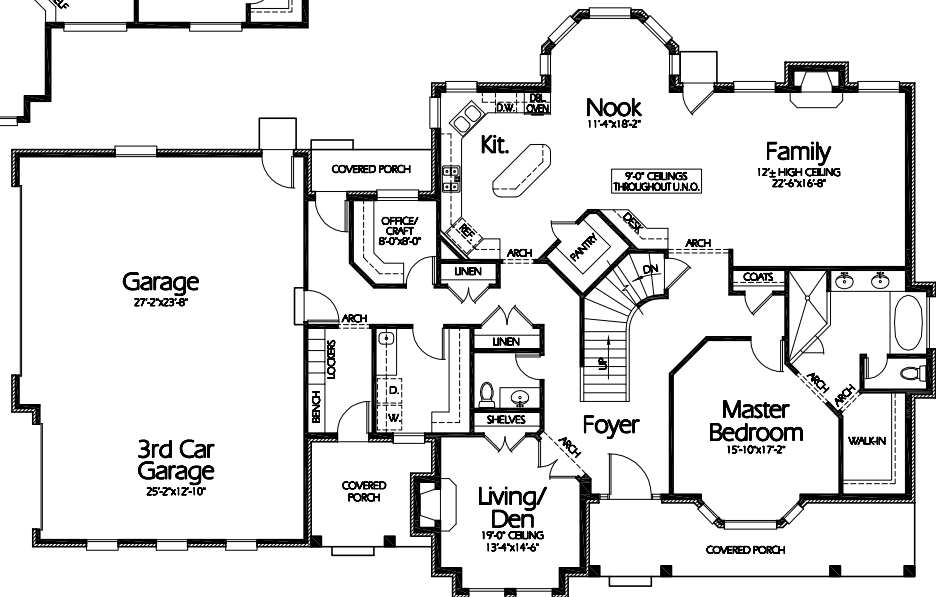 DBL.
D.W.
OVEN
Nook
11'-4"x18'-2"
Kit.
Family
12'± HIGH CEILING
22'-6"x16'-8"
9'-0" CEILINGS
THROUGHOUT U.N.O.
COVERED PORCH
OFFICE/
CRAFT
8'-0"x8'-0"
REF.
DESK
PANTRY
ARCH
ARCH
LINEN
DN
COATS
Garage
27'-2"x23'-8"
ARCH
LINEN
LOCKERS
BENCH
D.
W.
UP
SHELVES
ARCH
ARCH
ARCH
Foyer
Master
Bedroom
15'-10"x17'-2"
WALK-IN
3rd Car
Garage
25'-2"x12'-10"
COVERED
PORCH
Living/
Den
19'-0" CEILING
13'-4"x14'-6"
COVERED PORCH